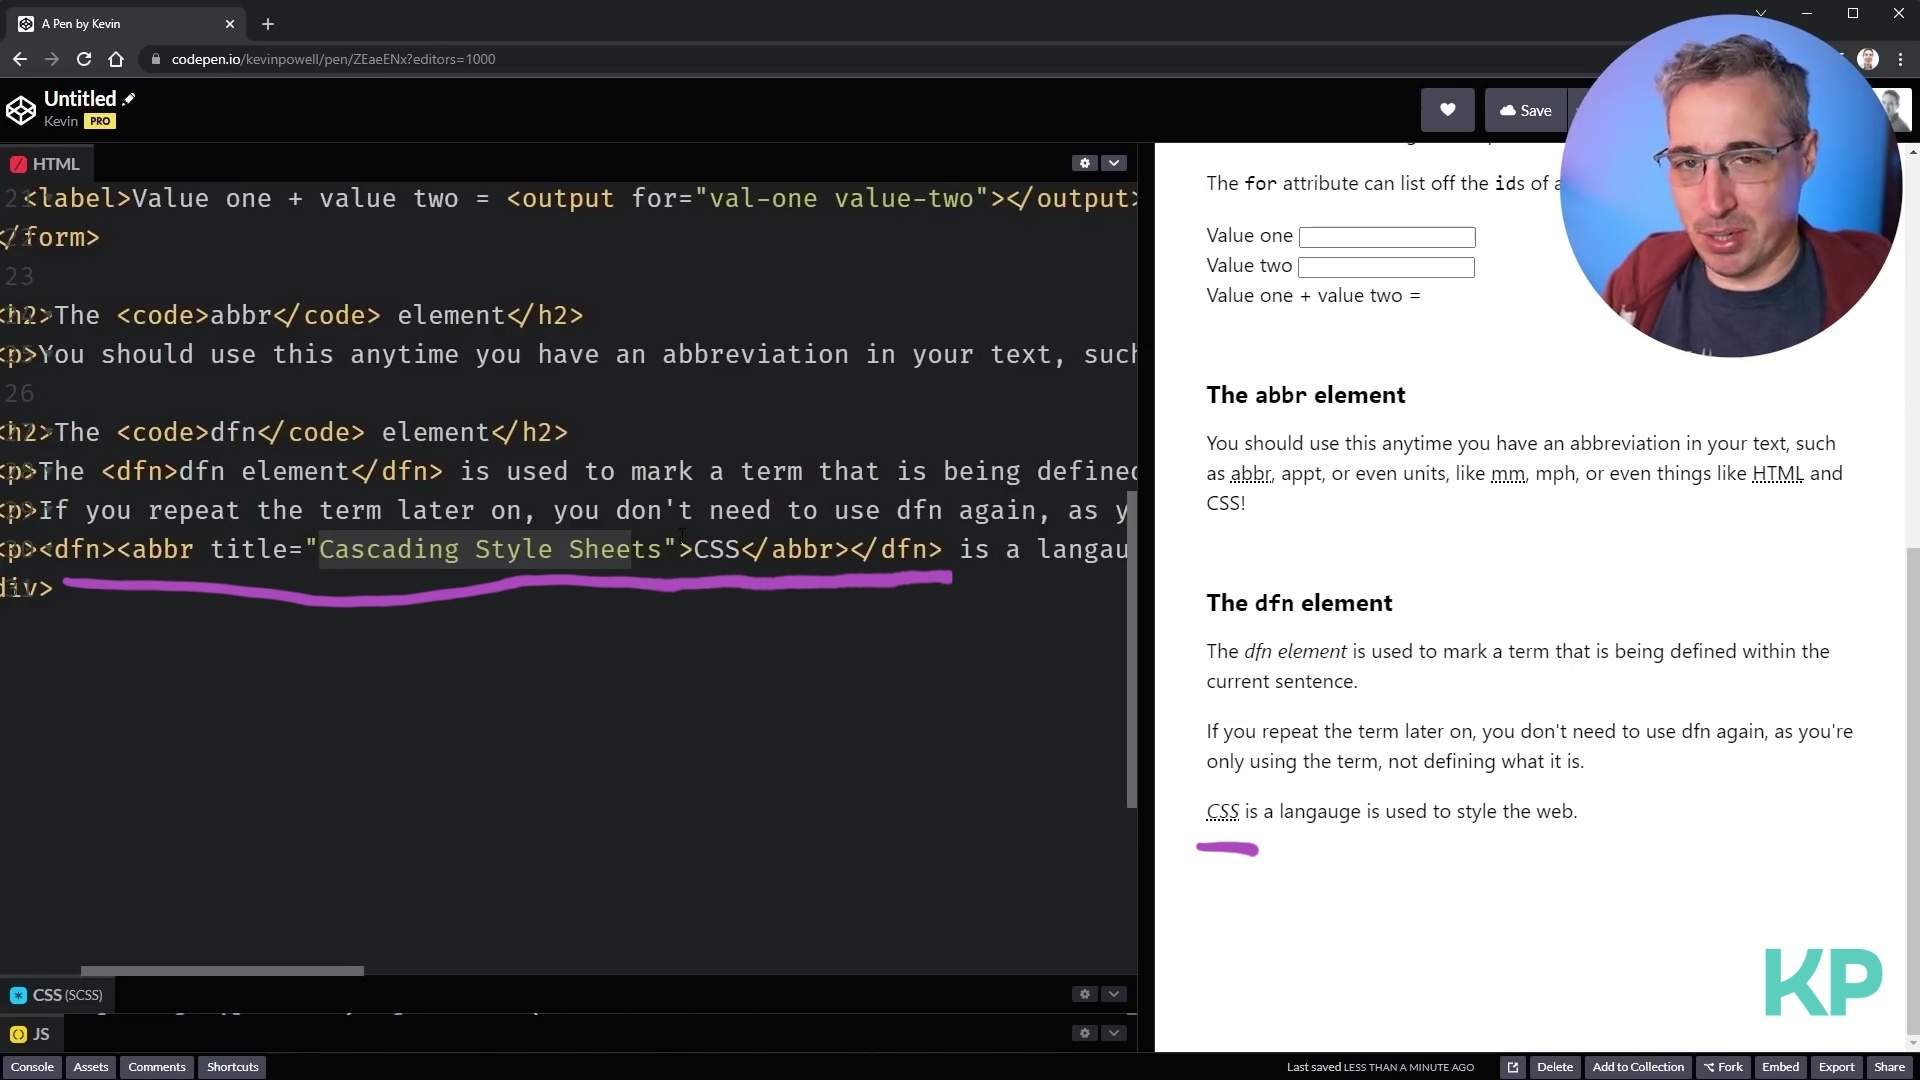 A Pen by Kevin
codepen.io/kevinpowell/pen/ZEaeENx?editors=1000
Untitled
Kevin PRO
Save
HTML
21 <label>Value one + value two = <output for="val-one value-two"></output>
</form>
23
<h2>The <code>abbr</code> element</h2>
<p>You should use this anytime you have an abbreviation in your text, such
26
<h2>The <code>dfn</code> element</h2>
<p>The <dfn>dfn element</dfn> is used to mark a term that is being defined
<p>If you repeat the term later on, you don't need to use dfn again, as y
<p><dfn><abbr title="Cascading Style Sheets">CSS</abbr></dfn> is a langau
div>
CSS (SCSS)
JS
The for attribute can list off the ids of a
Value one
Value two
Value one + value two =
The abbr element
You should use this anytime you have an abbreviation in your text, such
as abbr, appt, or even units, like mm, mph, or even things like HTML and
CSS!
The dfn element
The dfn element is used to mark a term that is being defined within the
current sentence.
If you repeat the term later on, you don't need to use dfn again, as you're
only using the term, not defining what it is.
CSS is a langauge is used to style the web.
KP
Console Assets Comments Shortcuts
Last saved LESS THAN A MINUTE AGO Delete Add to Collection Fork Embed Export Share